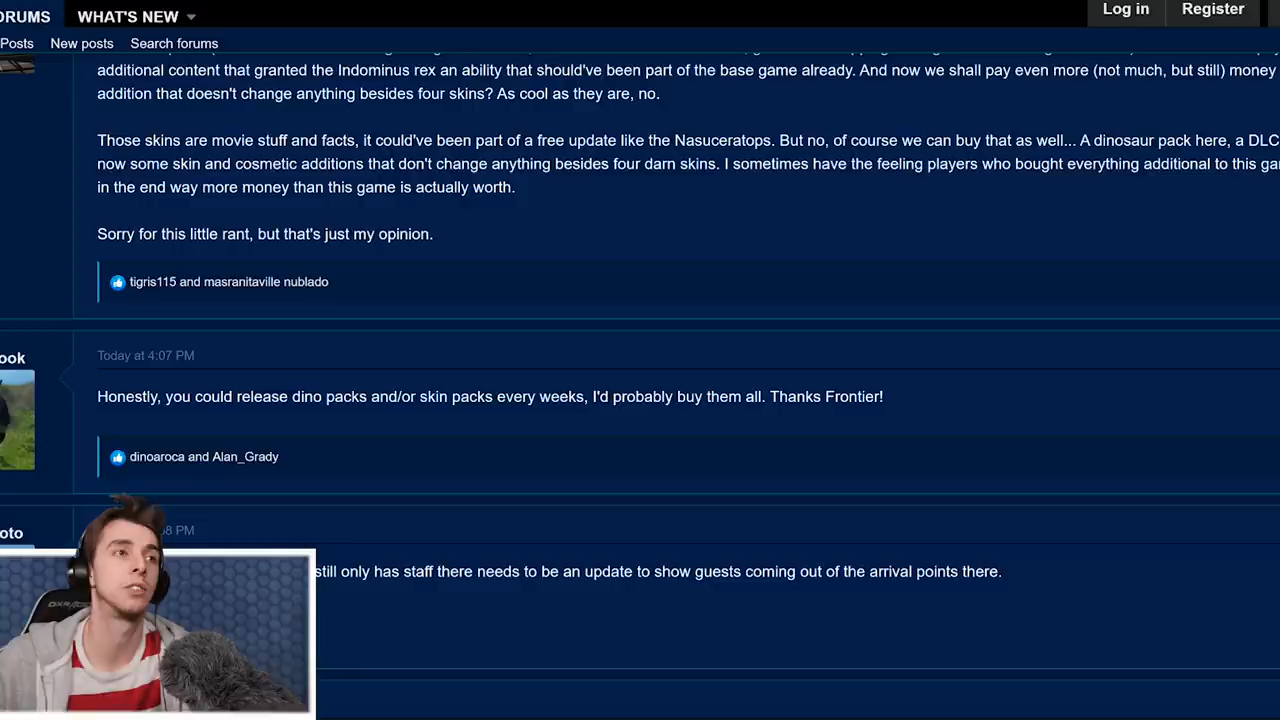 ORUMS WHAT'S NEW Log in Register
Posts New posts Search forums
additional content that granted the Indominus rex an ability that should've been part of the base game already. And now we shall pay even more (not much, but still) money
addition that doesn't change anything besides four skins? As cool as they are, no.
Those skins are movie stuff and facts, it could've been part of a free update like the Nasuceratops. But no, of course we can buy that as well... A dinosaur pack here, a DLC
now some skin and cosmetic additions that don't change anything besides four darn skins. I sometimes have the feeling players who bought everything additional to this ga
in the end way more money than this game is actually worth.
Sorry for this little rant, but that's just my opinion.
tigris115 and masranitaville nublado
ook
Today at 4:07 PM
Honestly, you could release dino packs and/or skin packs every weeks, I'd probably buy them all. Thanks Frontier!
dinoaroca and Alan_Grady
oto
8 PM
still only has staff there needs to be an update to show guests coming out of the arrival points there.